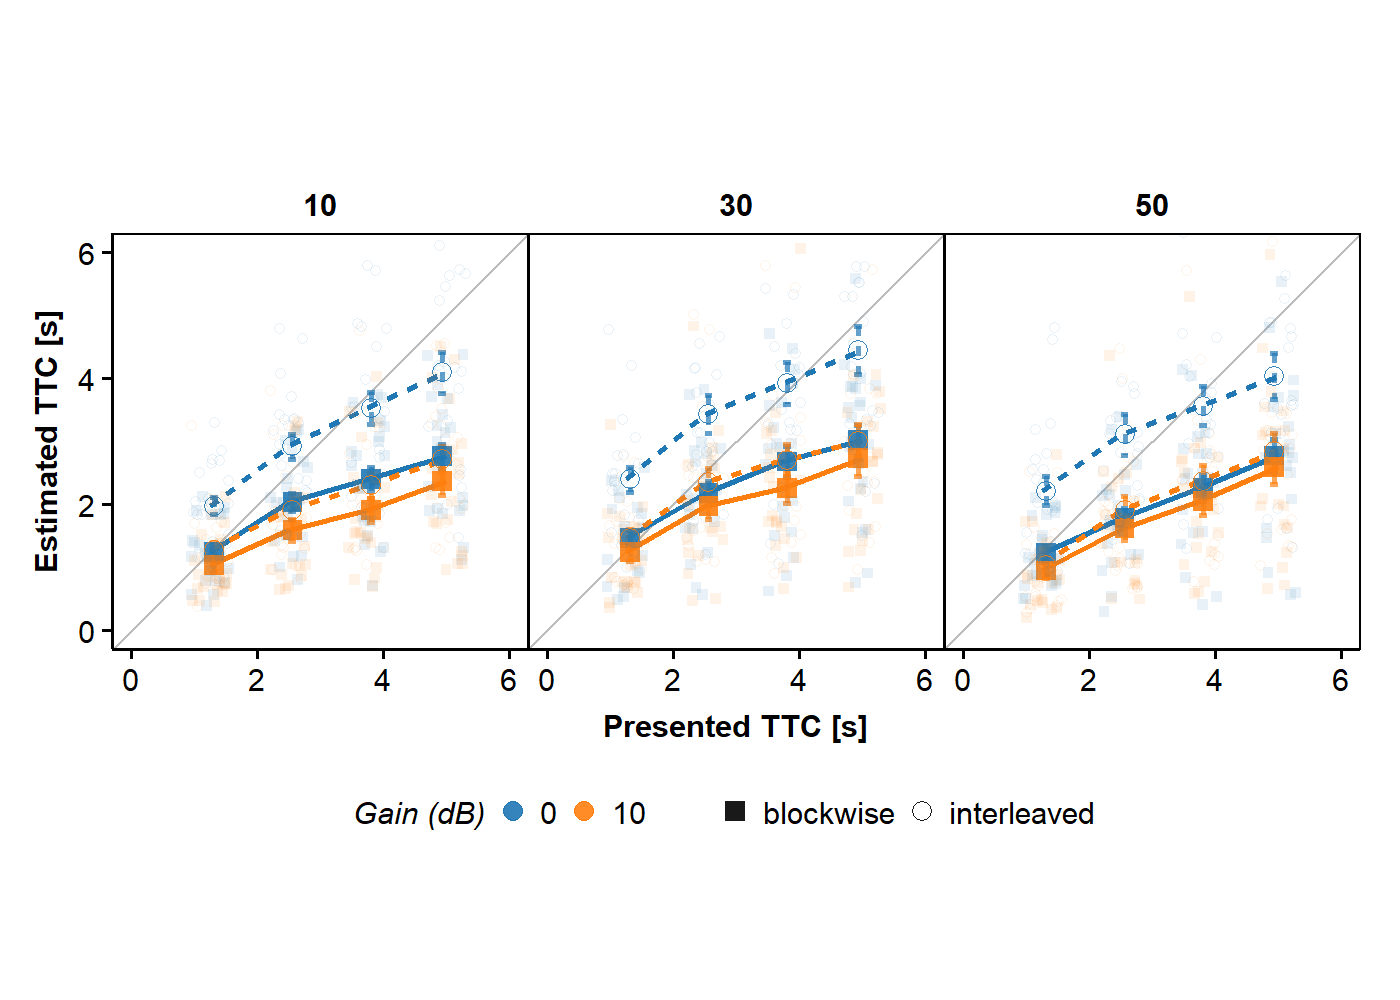 10 30 50
Estimated TTC [s]
6
4
2
0
0 2 4 6 0 2 4 6 0 2 4 6
Presented TTC [s]
Gain (dB) 0 10 blockwise interleaved